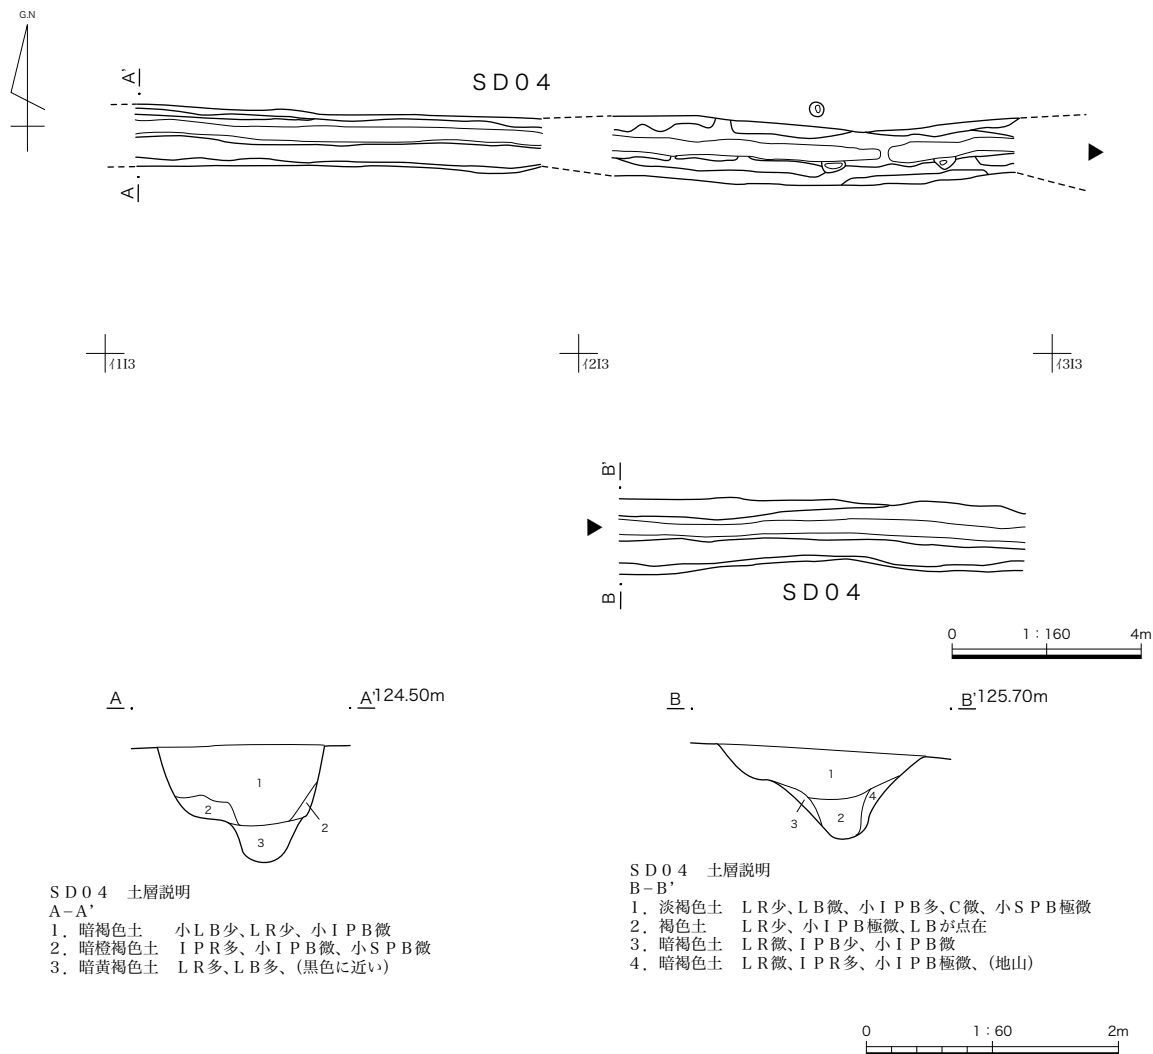 G.N
A'
ＳＤ０４
A
ｲ1I3
ｲ2I3
ｲ3I3
B'
B
ＳＤ０４
0 1：160 4m
A A' 124.50m
1
2
2
3
B B' 125.70m
1
2
3
4
ＳＤ０４　土層説明
Ａ−Ａ’
１．暗褐色土　小ＬＢ少、ＬＲ少、小ＩＰＢ微
２．暗橙褐色土　ＩＰＲ多、小ＩＰＢ微、小ＳＰＢ微
３．暗黄褐色土　ＬＲ多、ＬＢ多、（黒色に近い）
ＳＤ０４　土層説明
Ｂ−Ｂ’
１．淡褐色土　ＬＲ少、ＬＢ微、小ＩＰＢ多、Ｃ微、小ＳＰＢ極微
２．褐色土　ＬＲ少、小ＩＰＢ極微、ＬＢが点在
３．暗褐色土　ＬＲ微、ＩＰＢ少、小ＩＰＢ微
４．暗褐色土　ＬＲ微、ＩＰＲ多、小ＩＰＢ極微、（地山）
0 1：60 2m